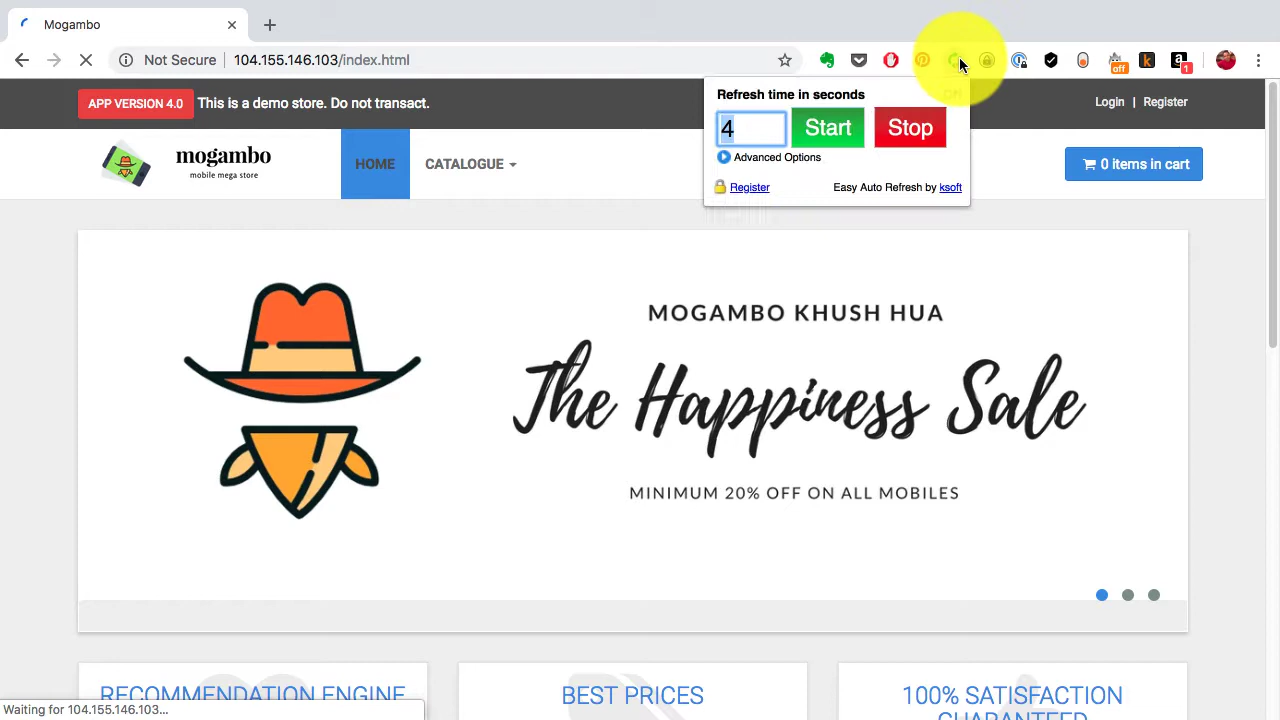 Mogambo
Not Secure
104.155.146.103/index.html
off
k
a
1
Refresh time in seconds
4
Start
Stop
Advanced Options
Register
Easy Auto Refresh by ksoft
APP VERSION 4.0
This is a demo store. Do not transact.
Login | Register
mogambo
mobile mega store
HOME
CATALOGUE
0 items in cart
MOGAMBO KHUSH HUA
The Happiness Sale
MINIMUM 20% OFF ON ALL MOBILES
RECOMMENDATION ENGINE
BEST PRICES
100% SATISFACTION
GUARANTEED
Waiting for 104.155.146.103...